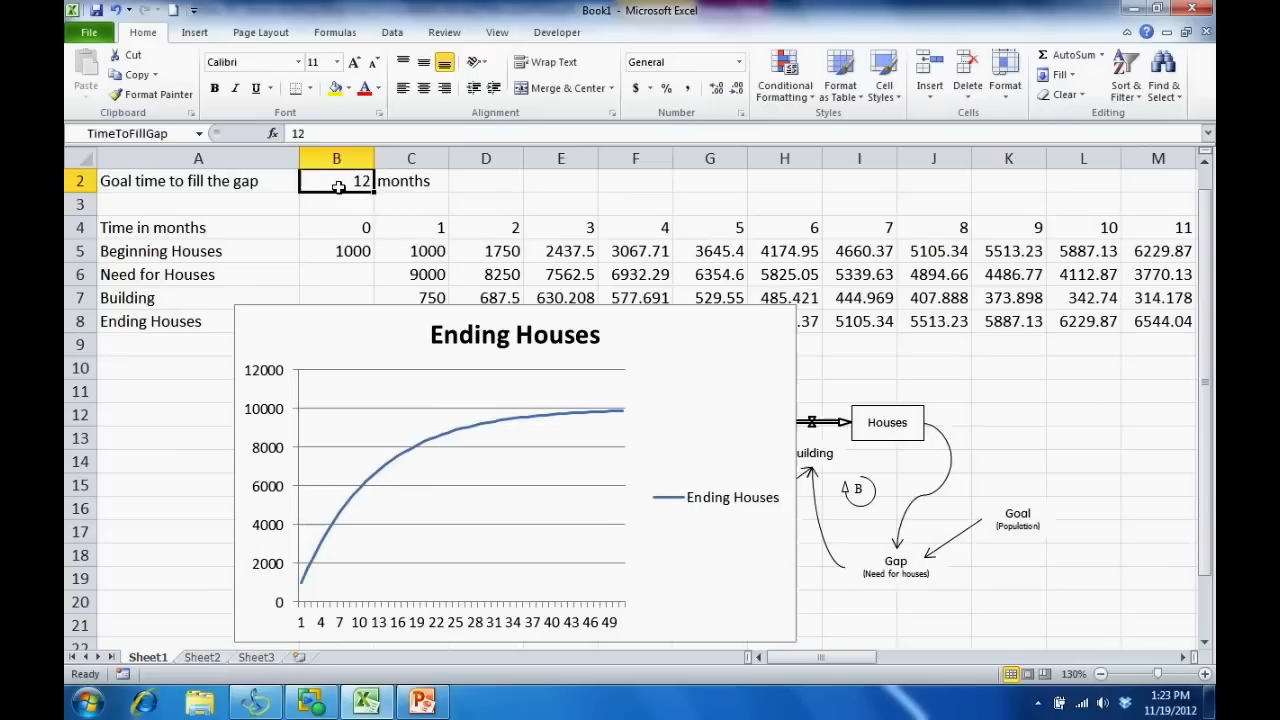 Book1 - Microsoft Excel
File Home Insert Page Layout Formulas Data Review View Developer
Cut
Copy
Format Painter
Paste
Clipboard
Calibri 11
B I U
Font
Wrap Text
Merge & Center
Alignment
General
$ % ,
Number
Conditional Formatting
Format as Table
Cell Styles
Styles
Insert Delete Format
Cells
Σ AutoSum
Fill
Clear
Sort & Filter
Find & Select
Editing
TimeToFillGap fx 12
A B C D E F G H I J K L M
2 Goal time to fill the gap 12 months
3
4 Time in months 0 1 2 3 4 5 6 7 8 9 10 11
5 Beginning Houses 1000 1000 1750 2437.5 3067.71 3645.4 4174.95 4660.37 5105.34 5513.23 5887.13 6229.87
6 Need for Houses 9000 8250 7562.5 6932.29 6354.6 5825.05 5339.63 4894.66 4486.77 4112.87 3770.13
7 Building 750 687.5 630.208 577.691 529.55 485.421 444.969 407.888 373.898 342.74 314.178
8 Ending Houses .37 5105.34 5513.23 5887.13 6229.87 6544.04
9
10
11
12
13
14
15
16
17
18
19
20
21
22
Ending Houses
12000
10000
8000
6000
4000
2000
0
1 4 7 10 13 16 19 22 25 28 31 34 37 40 43 46 49
Ending Houses
Houses
uilding
B
Goal
(Population)
Gap
(Need for houses)
Sheet1 Sheet2 Sheet3
Ready 130%
1:23 PM
11/19/2012